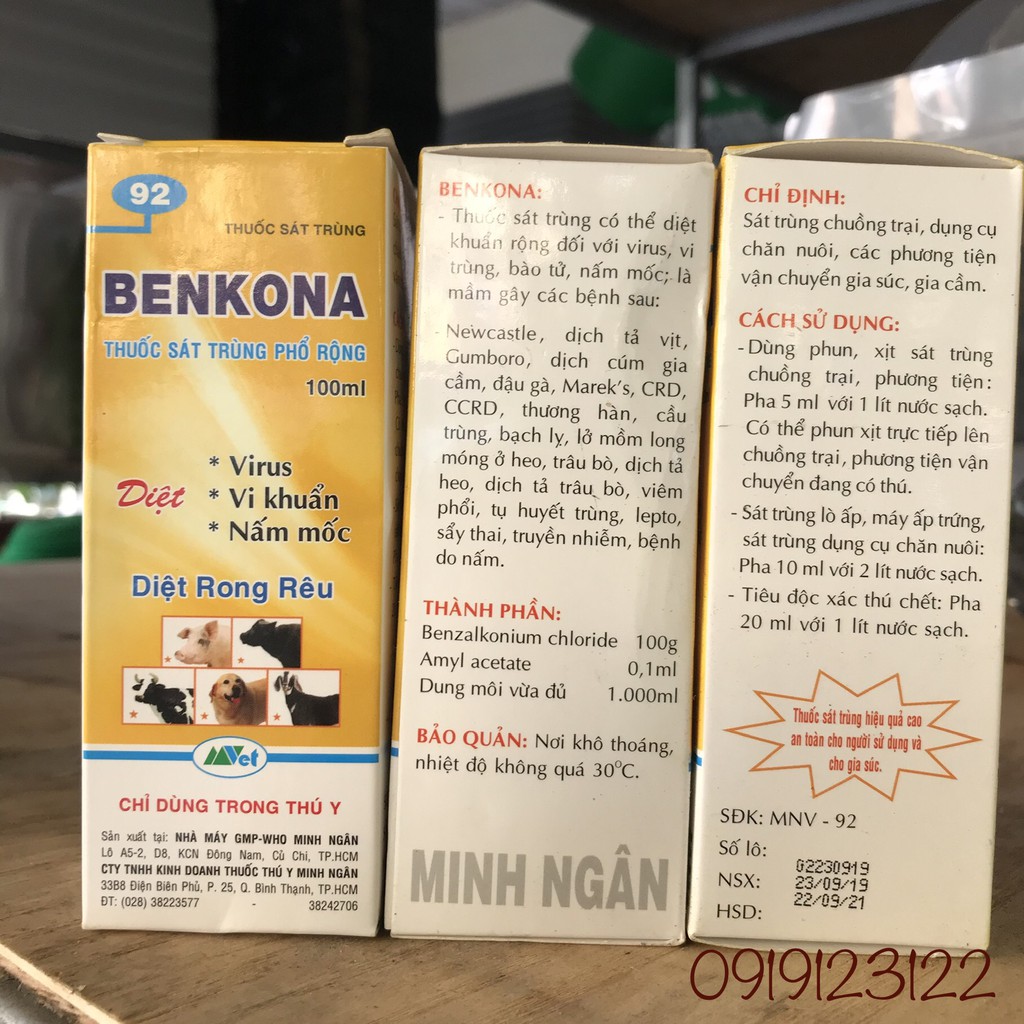 92
THUỐC SÁT TRÙNG
BENKONA
THUỐC SÁT TRÙNG PHỔ RỘNG
100ml
Diệt
* Virus
* Vi khuẩn
* Nấm mốc
Diệt Rong Rêu
MVet
CHỈ DÙNG TRONG THÚ Y
Sản xuất tại: NHÀ MÁY GMP-WHO MINH NGÂN
Lô A5-2, D8, KCN Đông Nam, Củ Chi, TP.HCM
CTY TNHH KINH DOANH THUỐC THÚ Y MINH NGÂN
33B8 Điện Biên Phủ, P. 25, Q. Bình Thạnh, TP.HCM
ĐT: (028) 38223577 - 38242706
BENKONA:
- Thuốc sát trùng có thể diệt
khuẩn rộng đối với virus, vi
trùng, bào tử, nấm mốc; là
mầm gây các bệnh sau:
- Newcastle, dịch tả vịt,
Gumboro, dịch cúm gia
cầm, đậu gà, Marek's, CRD,
CCRD, thương hàn, cầu
trùng, bạch lỵ, lở mồm long
móng ở heo, trâu bò, dịch tả
heo, dịch tả trâu bò, viêm
phổi, tụ huyết trùng, lepto,
sẩy thai, truyền nhiễm, bệnh
do nấm.
THÀNH PHẦN:
Benzalkonium chloride 100g
Amyl acetate 0,1ml
Dung môi vừa đủ 1.000ml
BẢO QUẢN: Nơi khô thoáng,
nhiệt độ không quá 30°C.
MINH NGÂN
CHỈ ĐỊNH:
Sát trùng chuồng trại, dụng cụ
chăn nuôi, các phương tiện
vận chuyển gia súc, gia cầm.
CÁCH SỬ DỤNG:
- Dùng phun, xịt sát trùng
chuồng trại, phương tiện:
Pha 5 ml với 1 lít nước sạch.
Có thể phun xịt trực tiếp lên
chuồng trại, phương tiện vận
chuyển đang có thú.
- Sát trùng lò ấp, máy ấp trứng,
sát trùng dụng cụ chăn nuôi:
Pha 10 ml với 2 lít nước sạch.
- Tiêu độc xác thú chết: Pha
20 ml với 1 lít nước sạch.
Thuốc sát trùng hiệu quả cao
an toàn cho người sử dụng và
cho gia súc.
SĐK: MNV - 92
Số lô: 02230919
NSX: 23/09/19
HSD: 22/09/21
0919123122